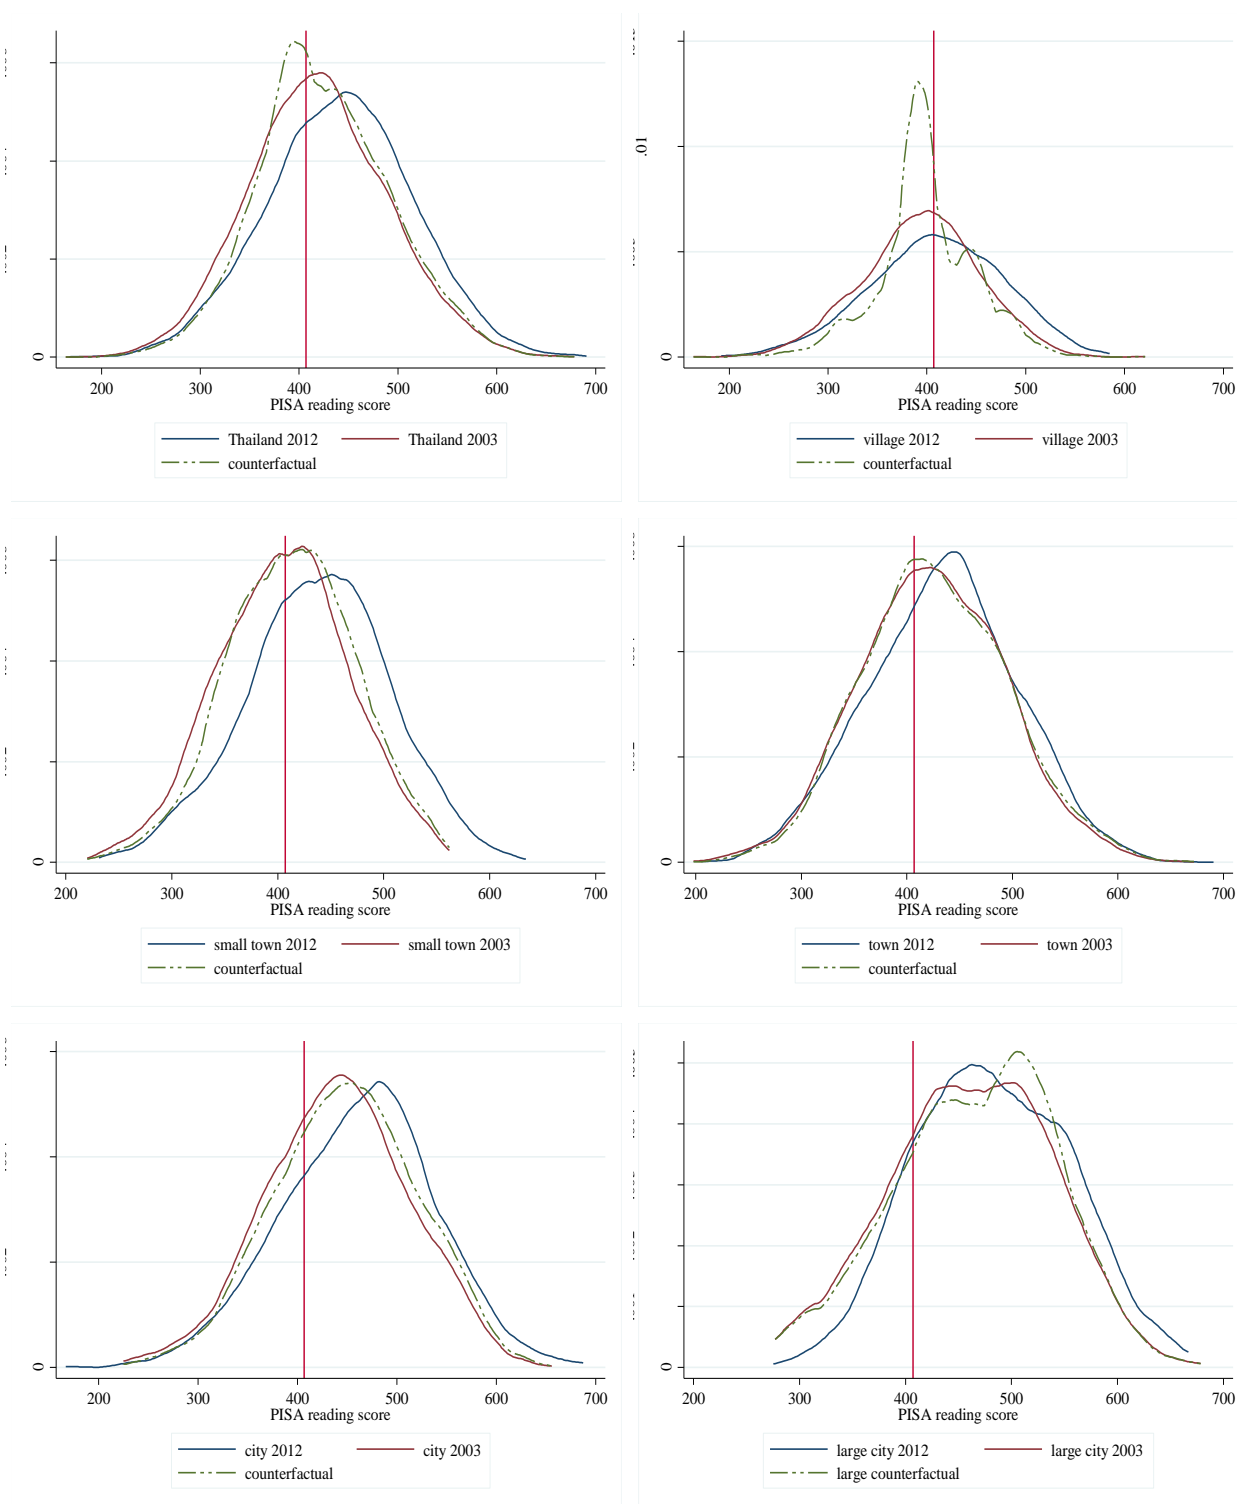 0
200 300 400 500 600 700
PISA reading score
Thailand 2012 Thailand 2003
counterfactual
.01
0
200 300 400 500 600 700
PISA reading score
village 2012 village 2003
counterfactual
0
200 300 400 500 600 700
PISA reading score
small town 2012 small town 2003
counterfactual
0
200 300 400 500 600 700
PISA reading score
town 2012 town 2003
counterfactual
0
200 300 400 500 600 700
PISA reading score
city 2012 city 2003
counterfactual
0
200 300 400 500 600 700
PISA reading score
large city 2012 large city 2003
large counterfactual